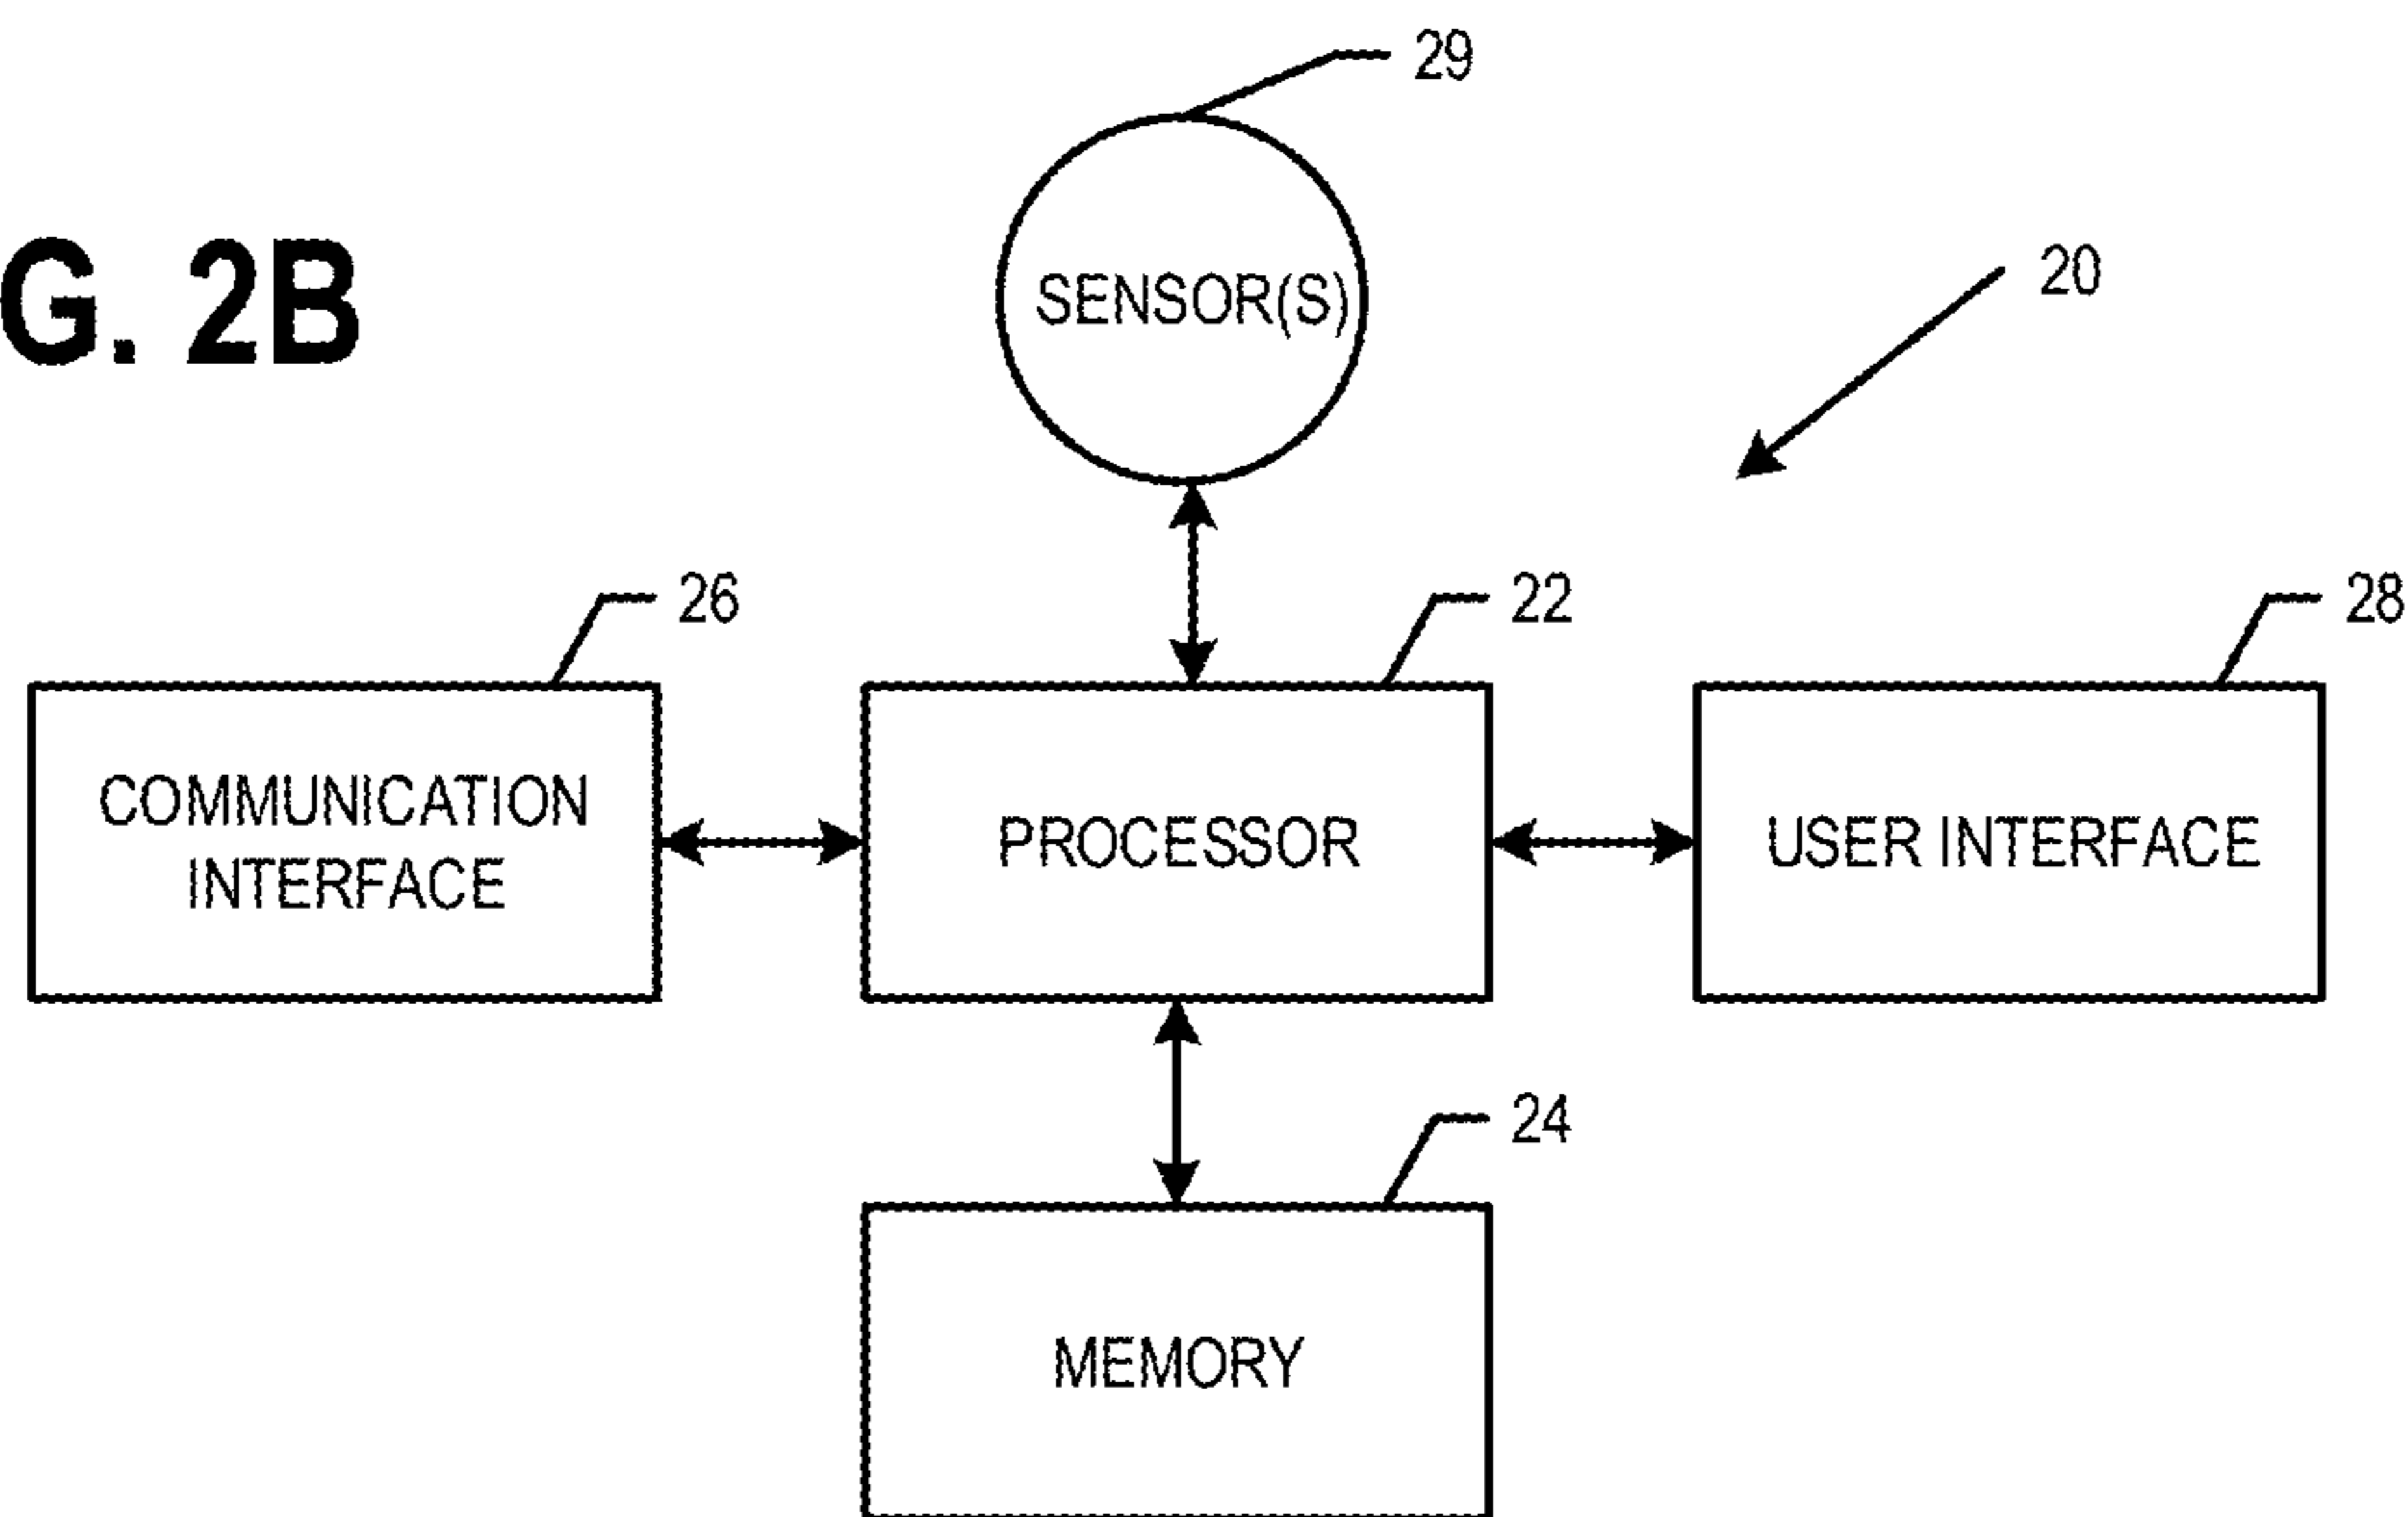 29
G. 2B
SENSOR(S)
20
26
22
28
COMMUNICATION
INTERFACE
PROCESSOR
USER INTERFACE
24
MEMORY